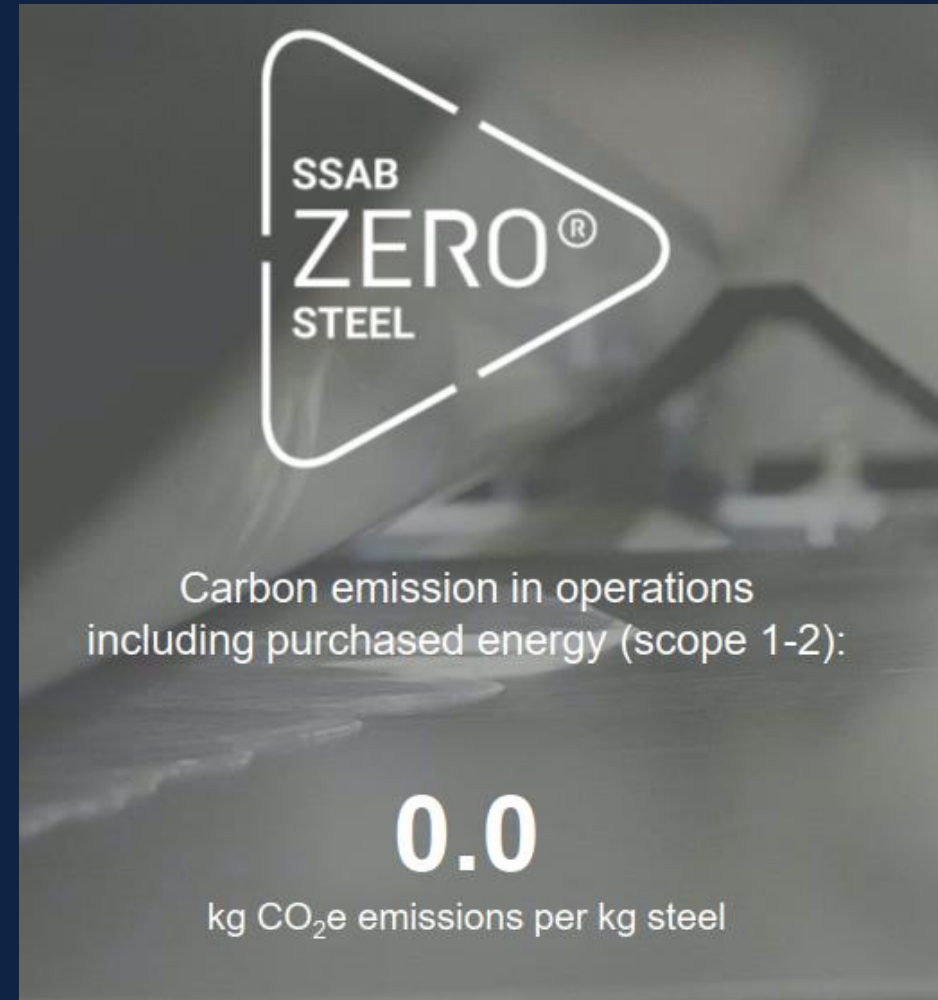 SSAB
ZERO®
STEEL
Carbon emission in operations
including purchased energy (scope 1-2):
0.0
kg CO₂e emissions per kg steel